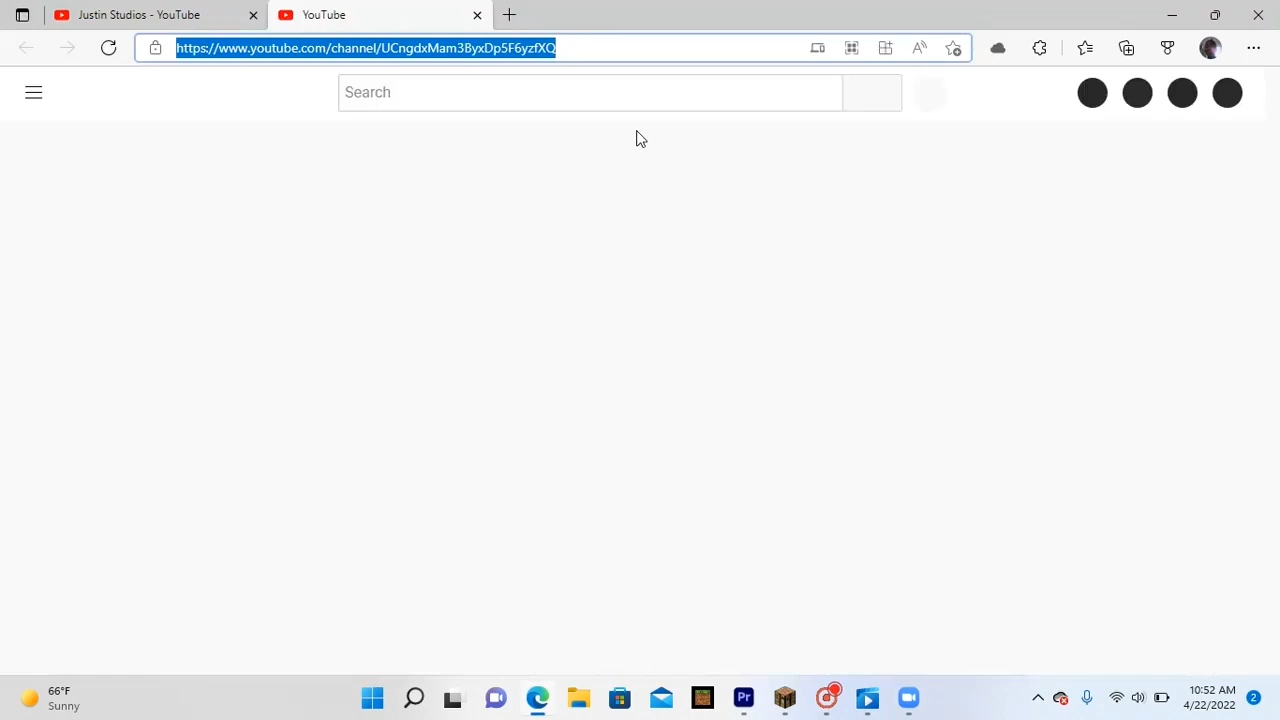 Justin Studios - YouTube
YouTube
https://www.youtube.com/channel/UCngdxMam3ByxDp5F6yzfXQ
Search
66°F
Sunny
Pr
10:52 AM
4/22/2022
2